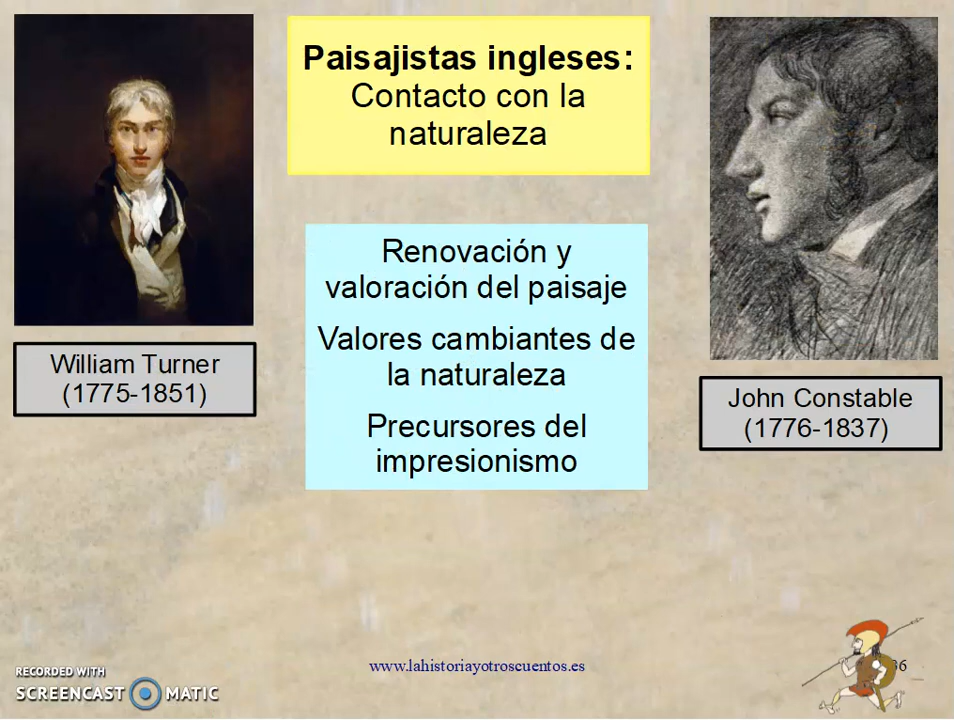 Paisajistas ingleses:
Contacto con la
naturaleza
Renovación y
valoración del paisaje
Valores cambiantes de
la naturaleza
Precursores del
impresionismo
William Turner
(1775-1851)
John Constable
(1776-1837)
www.lahistoriayotroscuentos.es
36
RECORDED WITH
SCREENCAST MATIC